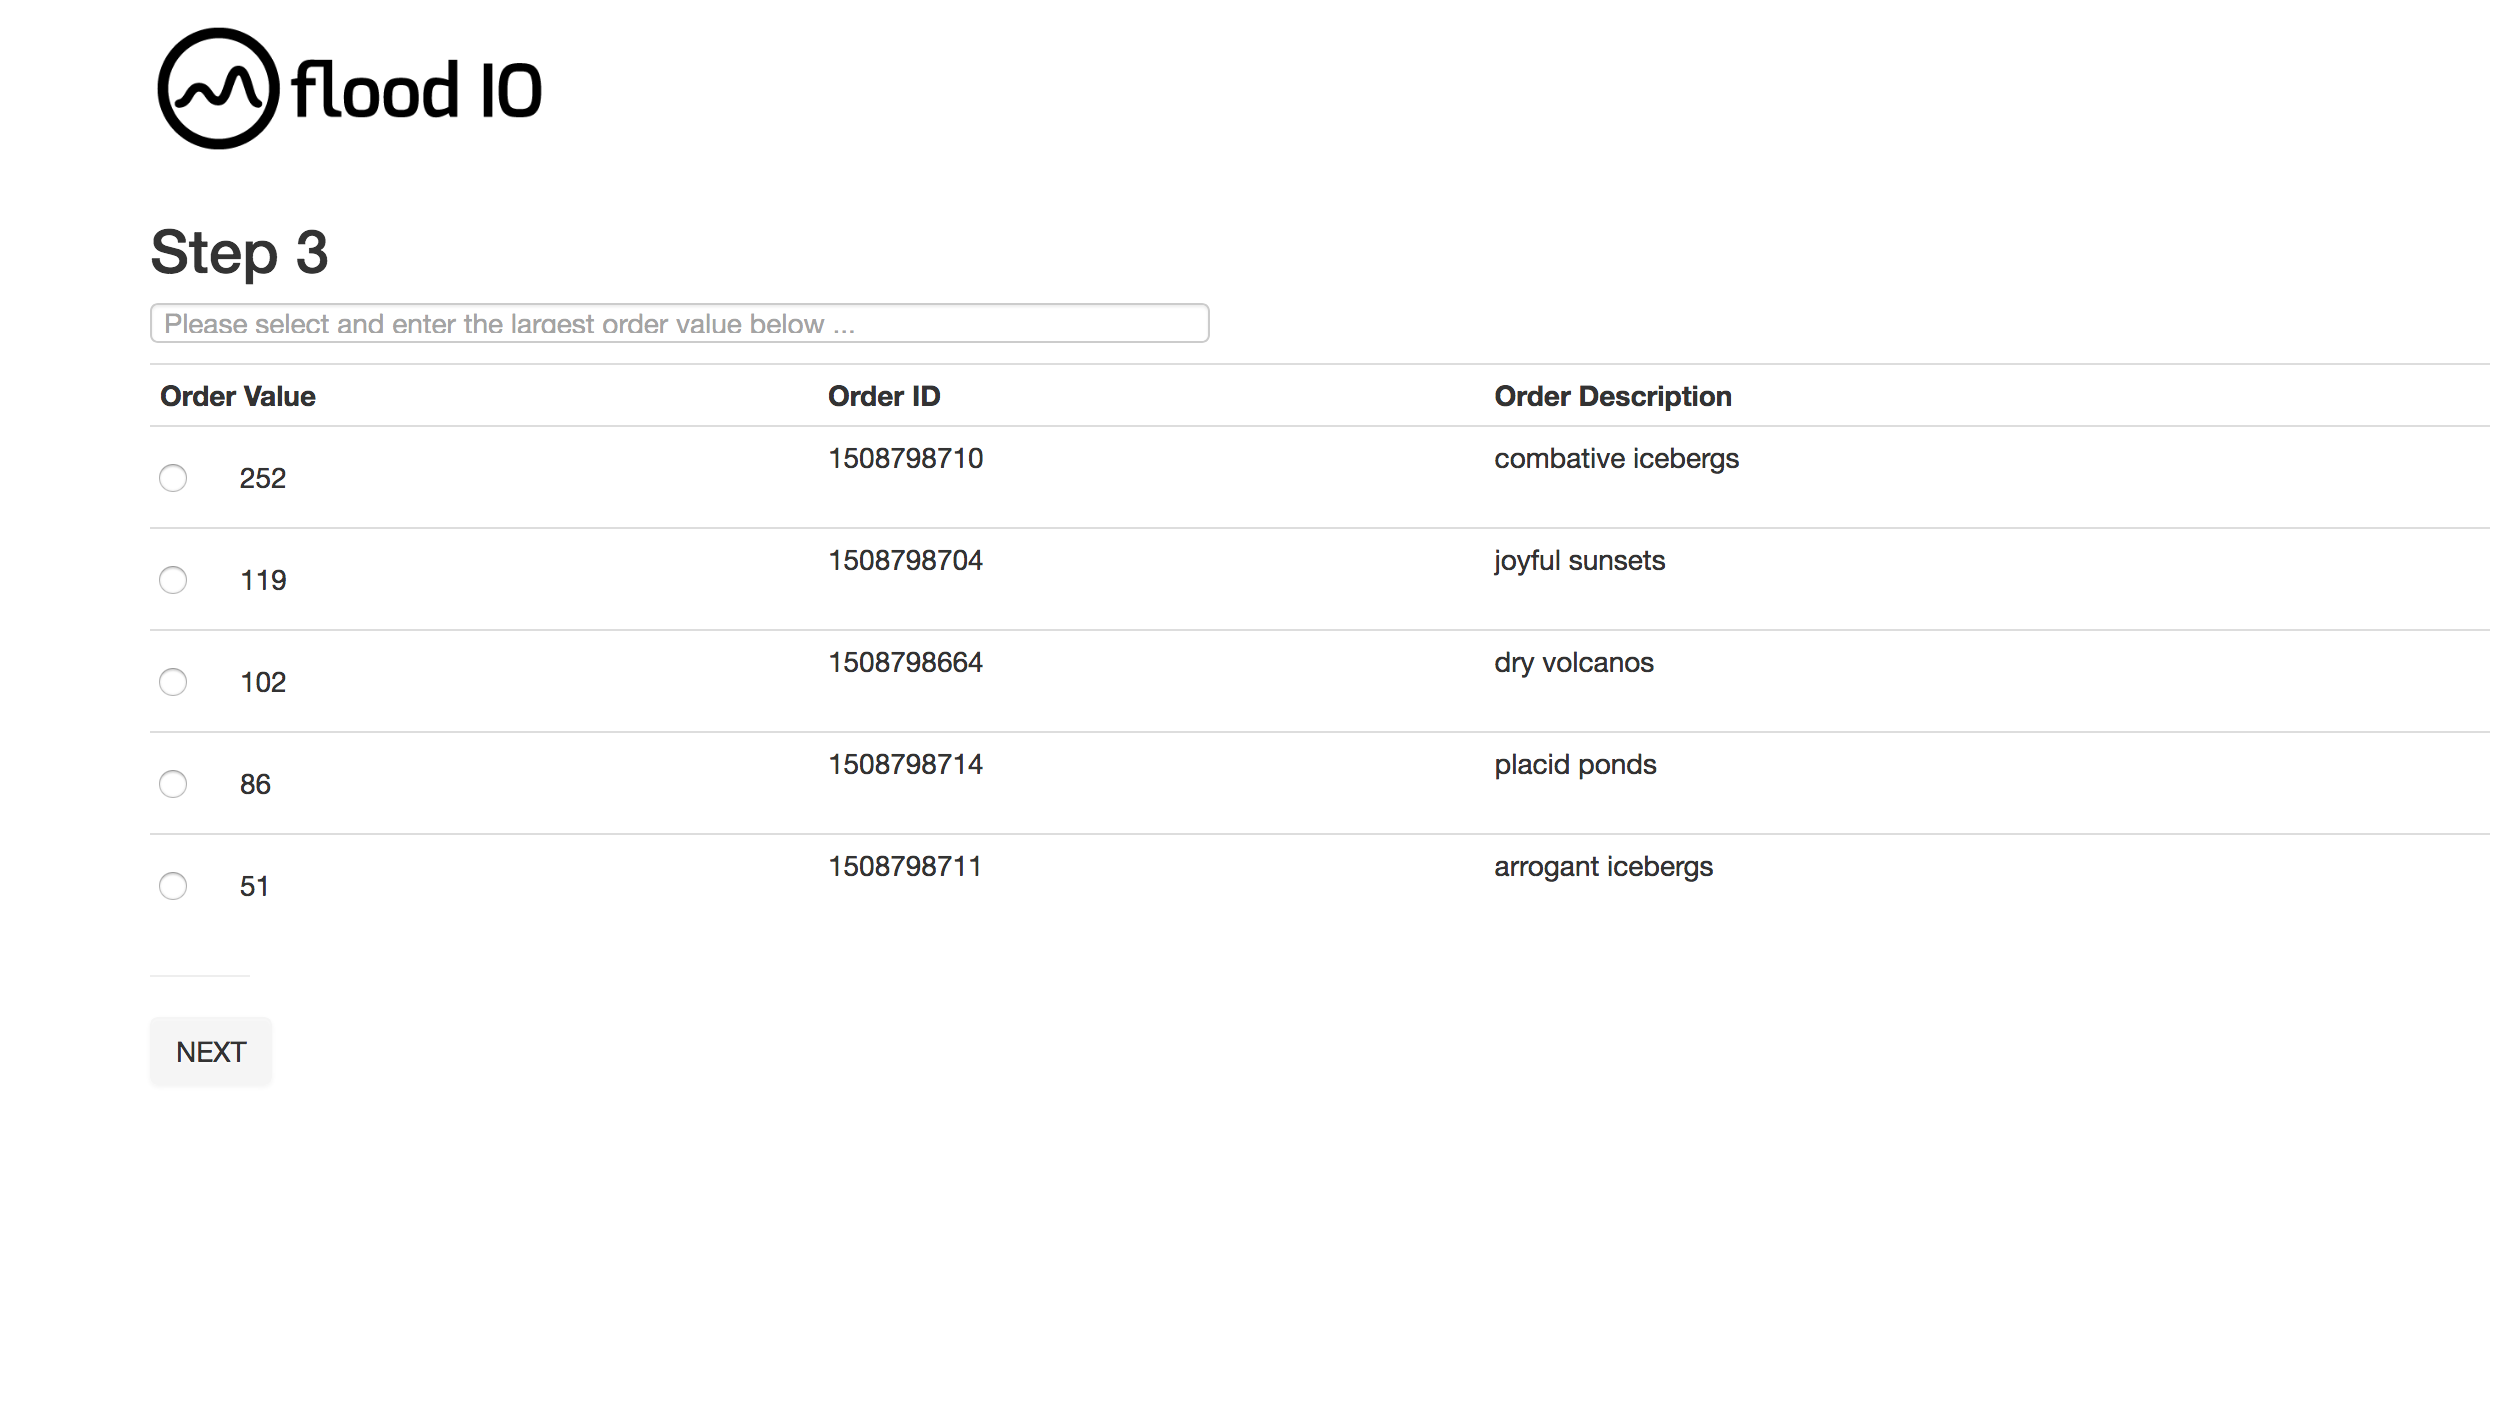 flood IO
Step 3
Please select and enter the largest order value below ...
Order Value Order ID Order Description
252 1508798710 combative icebergs
119 1508798704 joyful sunsets
102 1508798664 dry volcanos
86 1508798714 placid ponds
51 1508798711 arrogant icebergs
NEXT